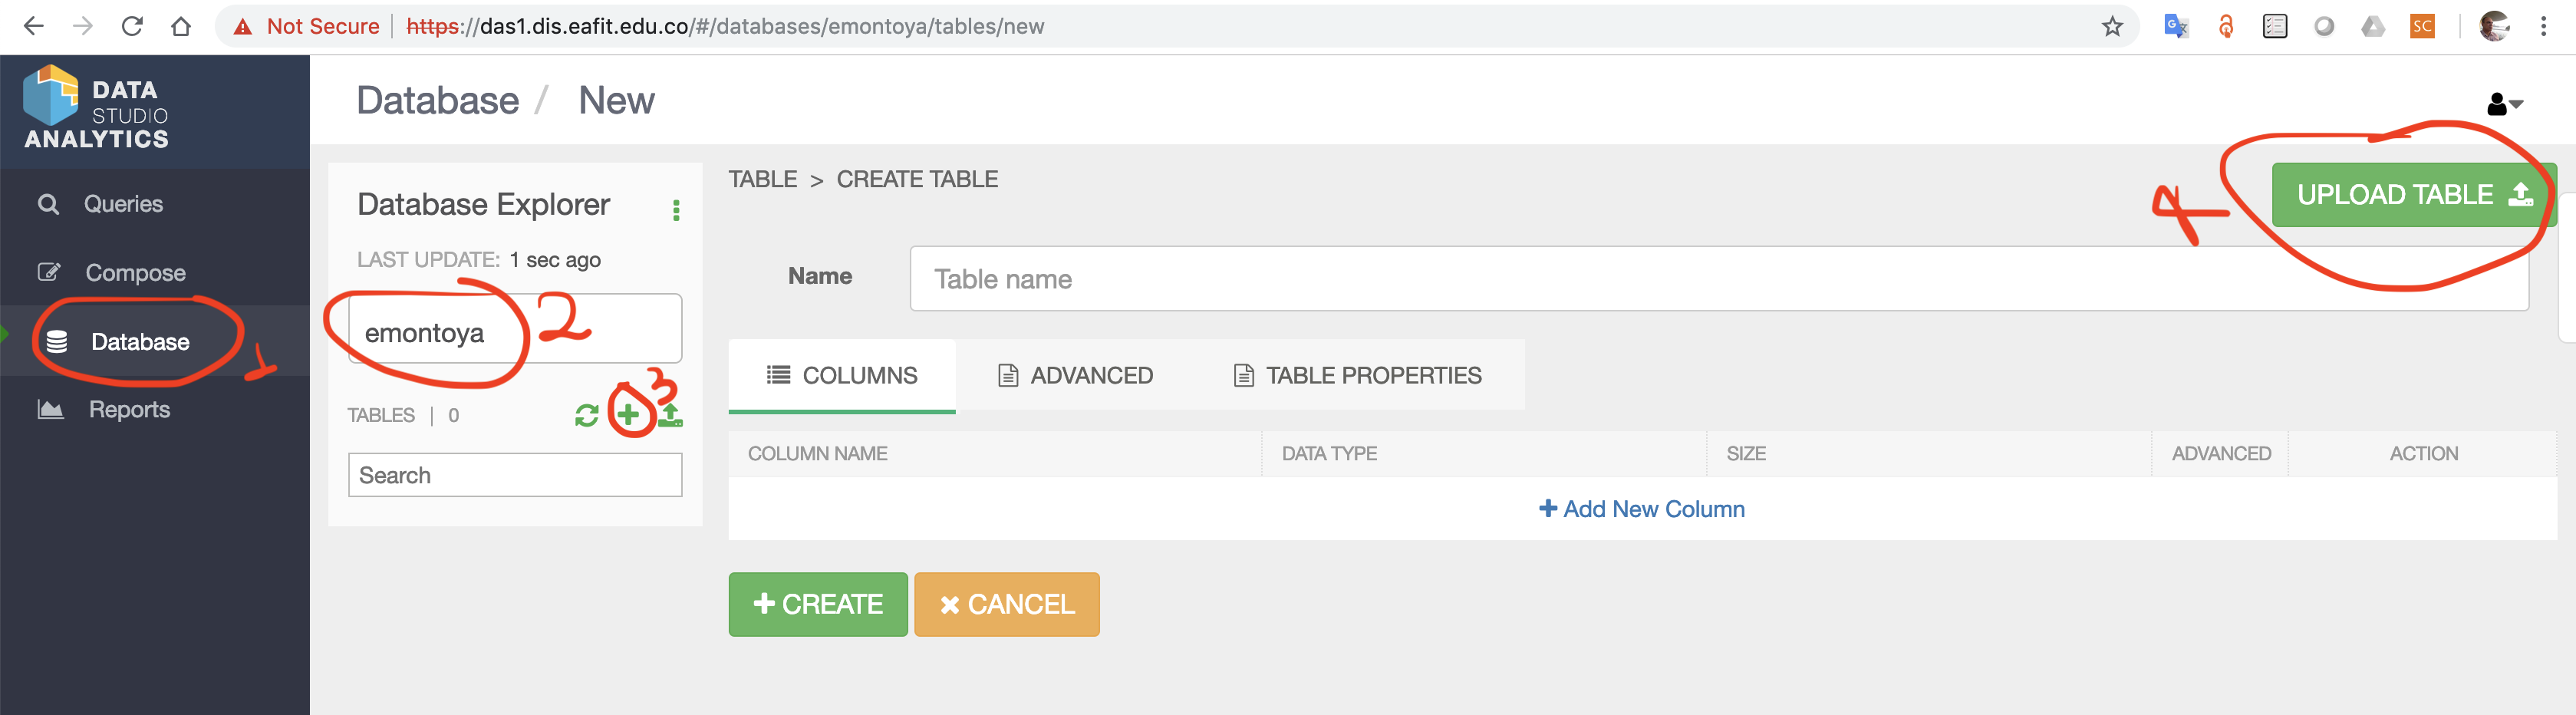 Not Secure | https://das1.dis.eafit.edu.co/#/databases/emontoya/tables/new
SC
DATA
STUDIO
ANALYTICS
Database / New
Queries
Compose
Database
1
Reports
Database Explorer
LAST UPDATE: 1 sec ago
emontoya
2
3
TABLES | 0
Search
TABLE > CREATE TABLE
4
UPLOAD TABLE
Name
Table name
COLUMNS
ADVANCED
TABLE PROPERTIES
COLUMN NAME DATA TYPE SIZE ADVANCED ACTION
+ Add New Column
+ CREATE
× CANCEL